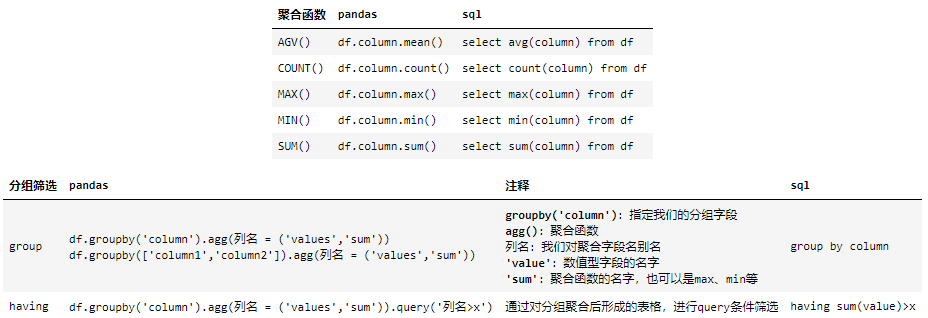 聚合函数 pandas sql
AGV() df.column.mean() select avg(column) from df
COUNT() df.column.count() select count(column) from df
MAX() df.column.max() select max(column) from df
MIN() df.column.min() select min(column) from df
SUM() df.column.sum() select sum(column) from df
分组筛选 pandas 注释 sql
groupby('column'): 指定我们的分组字段
agg(): 聚合函数
group df.groupby('column').agg(列名 = ('values','sum')) 列名: 我们对聚合字段名别名 group by column
df.groupby(['column1','column2']).agg(列名 = ('values','sum')) 'value': 数值型字段的名字
'sum': 聚合函数的名字, 也可以是max、min等
having df.groupby('column').agg(列名 = ('values','sum')).query('列名>x') 通过对分组聚合后形成的表格, 进行query条件筛选 having sum(value)>x